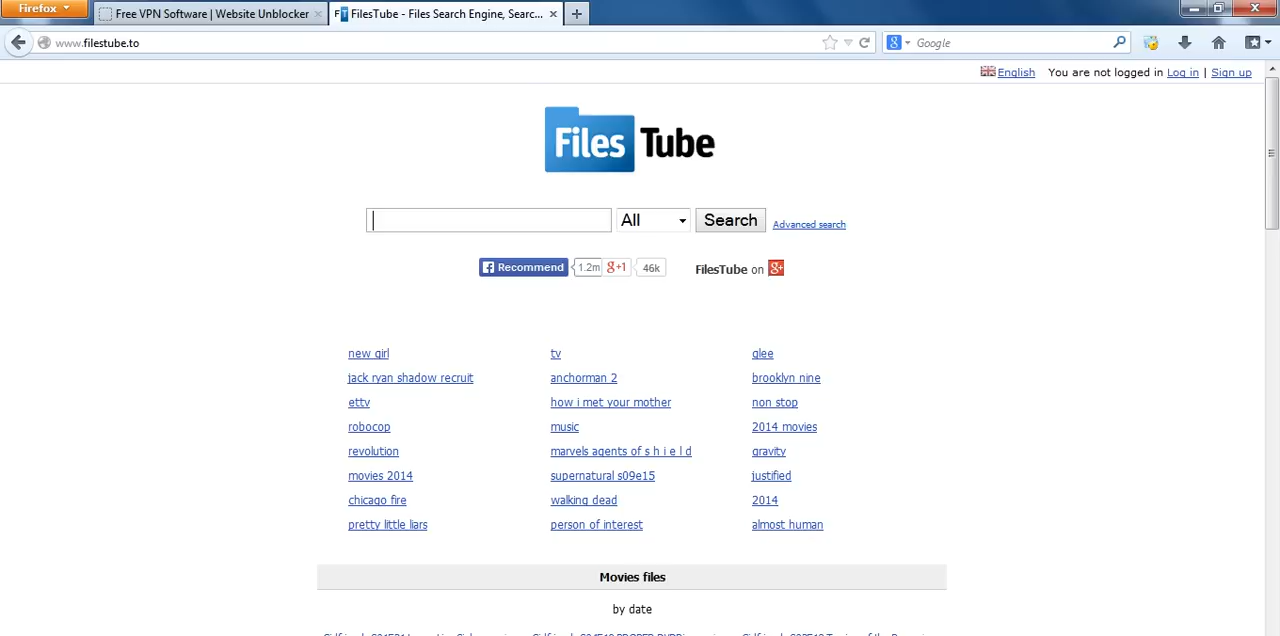 Firefox
Free VPN Software | Website Unblocker
FT FilesTube - Files Search Engine, Searc...
www.filestube.to
8 Google
English You are not logged in Log in | Sign up
Files Tube
All Search Advanced search
Recommend 1.2m g+1 46k FilesTube on g+
new girl tv glee
jack ryan shadow recruit anchorman 2 brooklyn nine
ettv how i met your mother non stop
robocop music 2014 movies
revolution marvels agents of s h i e l d gravity
movies 2014 supernatural s09e15 justified
chicago fire walking dead 2014
pretty little liars person of interest almost human
Movies files
by date